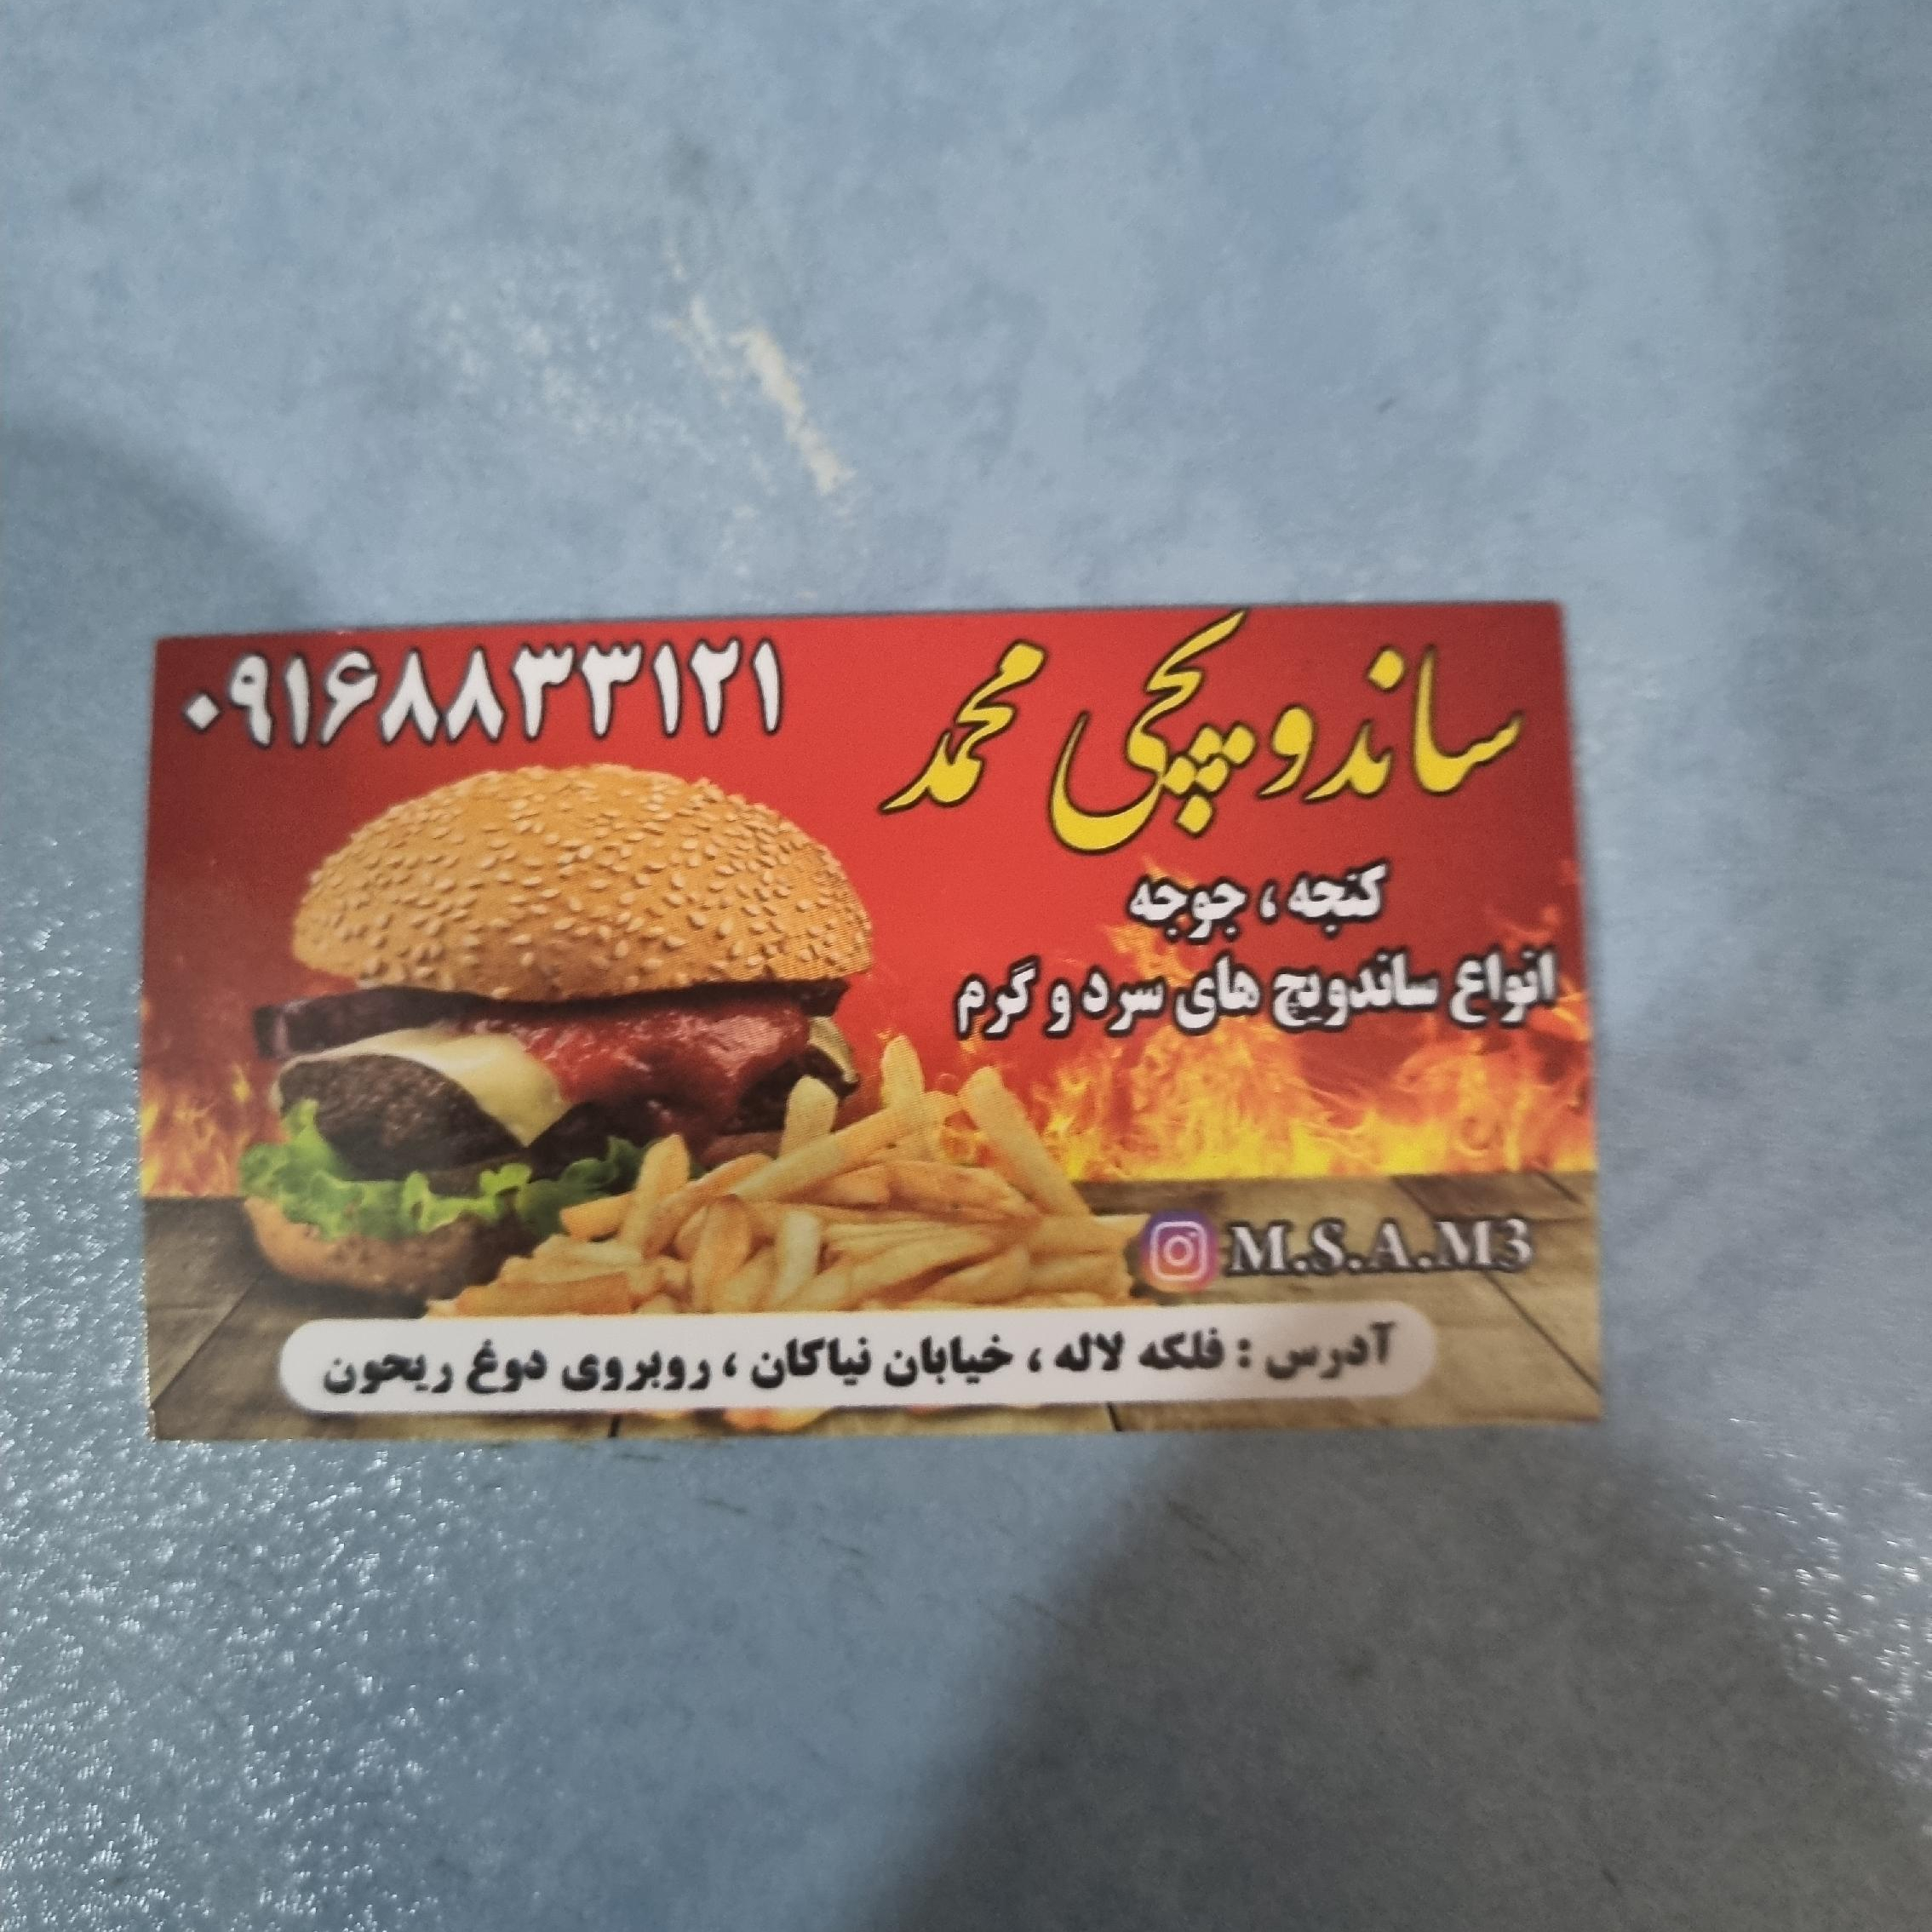 ساندویچی محمد
۰۹۱۶۸۸۳۳۱۲۱
کنجه ، جوجه
انواع ساندویچ های سرد و گرم
M.S.A.M3
آدرس : فلکه لاله ، خیابان نیاکان ، روبروی دوغ ریحون